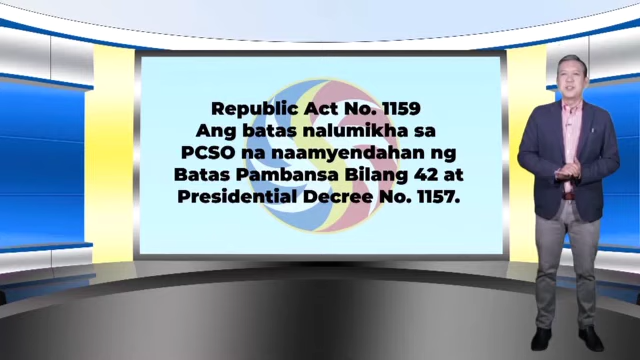 Republic Act No. 1159
Ang batas nalumikha sa
PCSO na naamyendahan ng
Batas Pambansa Bilang 42 at
Presidential Decree No. 1157.